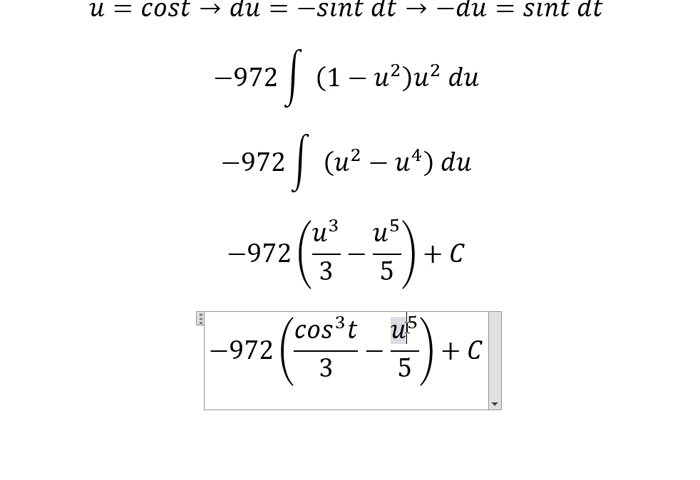 u = cost → du = −sint dt → −du = sint dt
−972 ∫ (1 − u²)u² du
−972 ∫ (u² − u⁴) du
−972 (u³/3 − u⁵/5) + C
−972 (cos³t/3 − u⁵/5) + C